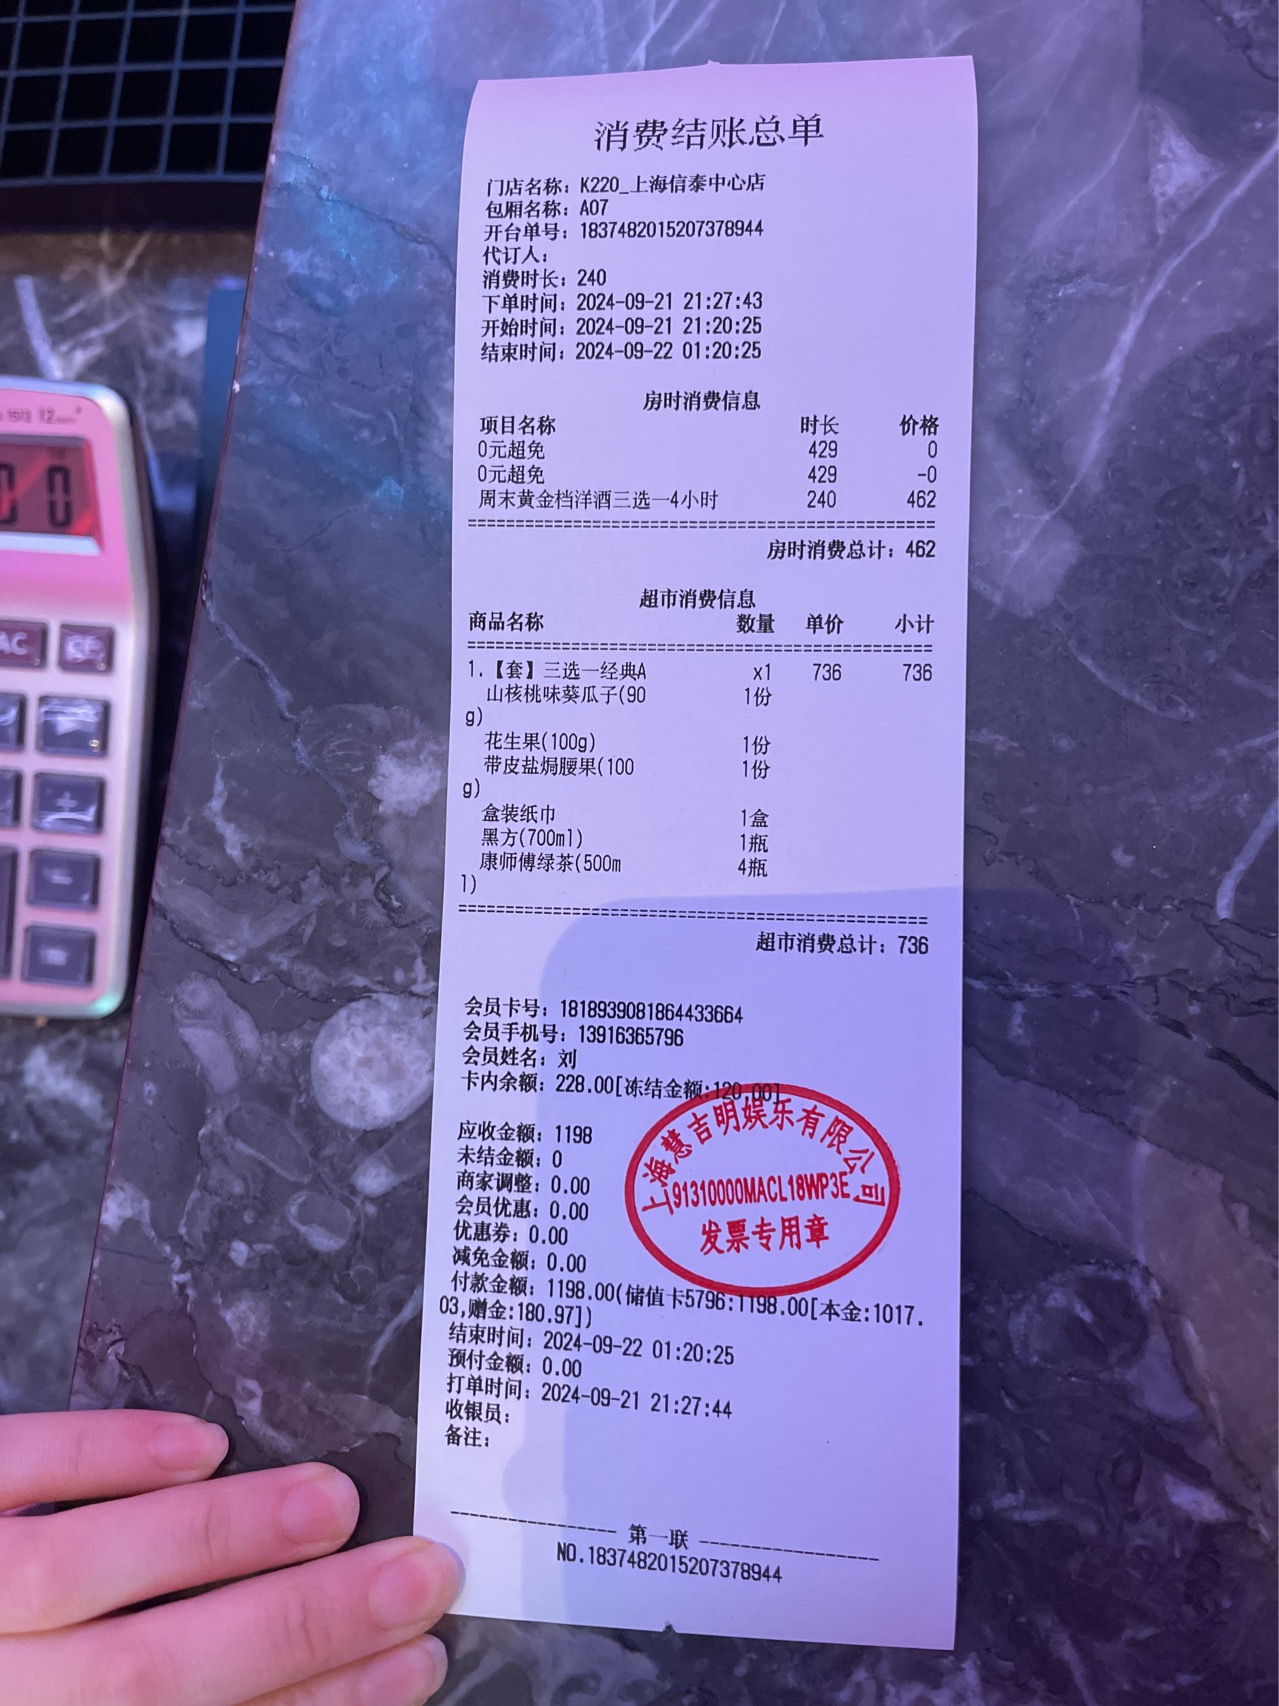 消费结账总单
门店名称：K220_上海信泰中心店
包厢名称：A07
开台单号：1837482015207378944
代订人：
消费时长：240
下单时间：2024-09-21 21:27:43
开始时间：2024-09-21 21:20:25
结束时间：2024-09-22 01:20:25
房时消费信息
项目名称 时长 价格
0元超免 429 0
0元超免 429 -0
周末黄金档洋酒三选一4小时 240 462
房时消费总计：462
超市消费信息
商品名称 数量 单价 小计
1.【套】三选一经典A x1 736 736
山核桃味葵瓜子(90 1份
g)
花生果(100g) 1份
带皮盐焗腰果(100 1份
g)
盒装纸巾 1盒
黑方(700ml) 1瓶
康师傅绿茶(500m 4瓶
l)
超市消费总计：736
会员卡号：1818939081864433664
会员手机号：13916365796
会员姓名：刘
卡内余额：228.00[冻结金额:120.00]
应收金额：1198
未结金额：0
商家调整：0.00
会员优惠：0.00
优惠券：0.00
减免金额：0.00
上海慧吉明娱乐有限公司
91310000MACL18WP3E
发票专用章
付款金额：1198.00(储值卡5796:1198.00[本金:1017.
03,赠金:180.97])
结束时间：2024-09-22 01:20:25
预付金额：0.00
打单时间：2024-09-21 21:27:44
收银员：
备注：
第一联
NO.1837482015207378944
00
AC